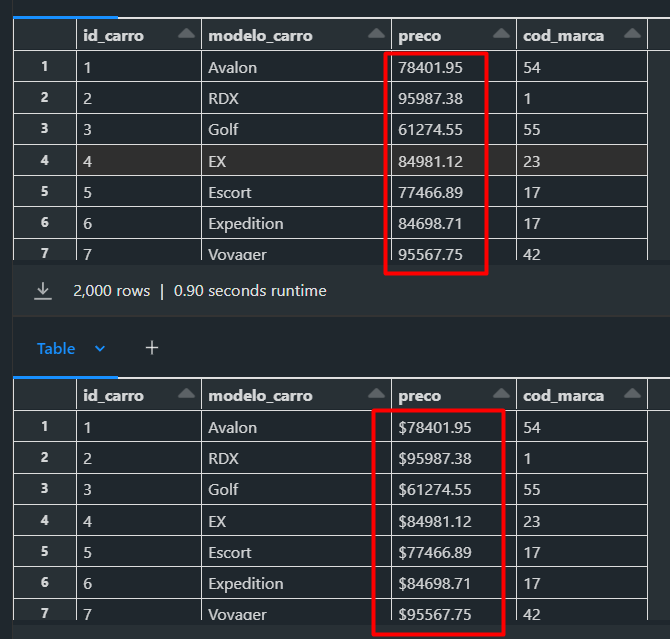 id_carro modelo_carro preco cod_marca
1 1 Avalon 78401.95 54
2 2 RDX 95987.38 1
3 3 Golf 61274.55 55
4 4 EX 84981.12 23
5 5 Escort 77466.89 17
6 6 Expedition 84698.71 17
7 7 Voyager 95567.75 42
2,000 rows | 0.90 seconds runtime
Table +
id_carro modelo_carro preco cod_marca
1 1 Avalon $78401.95 54
2 2 RDX $95987.38 1
3 3 Golf $61274.55 55
4 4 EX $84981.12 23
5 5 Escort $77466.89 17
6 6 Expedition $84698.71 17
7 7 Voyager $95567.75 42